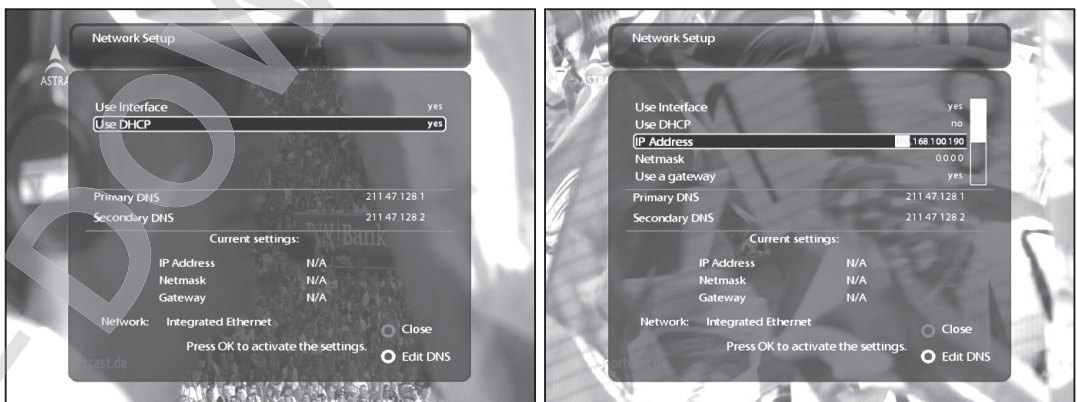 Network Setup
ASTRA
Use Interface yes
Use DHCP yes
Primary DNS 211.47.128.1
Secondary DNS 211.47.128.2
Bank
Current settings:
IP Address N/A
Netmask N/A
Gateway N/A
Network: Integrated Ethernet
Close
Press OK to activate the settings.
Edit DNS
tcast.de
Network Setup
ASTRA
Use Interface yes
Use DHCP no
IP Address .168.100.190
Netmask 0.0.0.0
Use a gateway yes
Primary DNS 211.47.128.1
Secondary DNS 211.47.128.2
Current settings:
IP Address N/A
Netmask N/A
Gateway N/A
Network: Integrated Ethernet
Close
Press OK to activate the settings.
Edit DNS